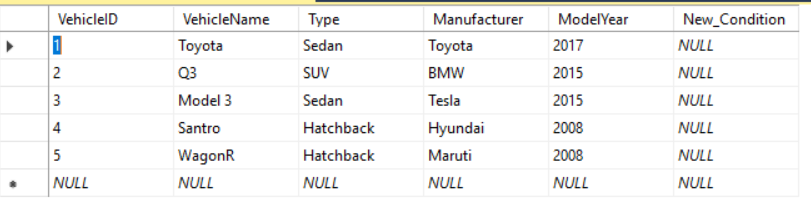 VehicleID VehicleName Type Manufacturer ModelYear New_Condition
1 Toyota Sedan Toyota 2017 NULL
2 Q3 SUV BMW 2015 NULL
3 Model 3 Sedan Tesla 2015 NULL
4 Santro Hatchback Hyundai 2008 NULL
5 WagonR Hatchback Maruti 2008 NULL
NULL NULL NULL NULL NULL NULL